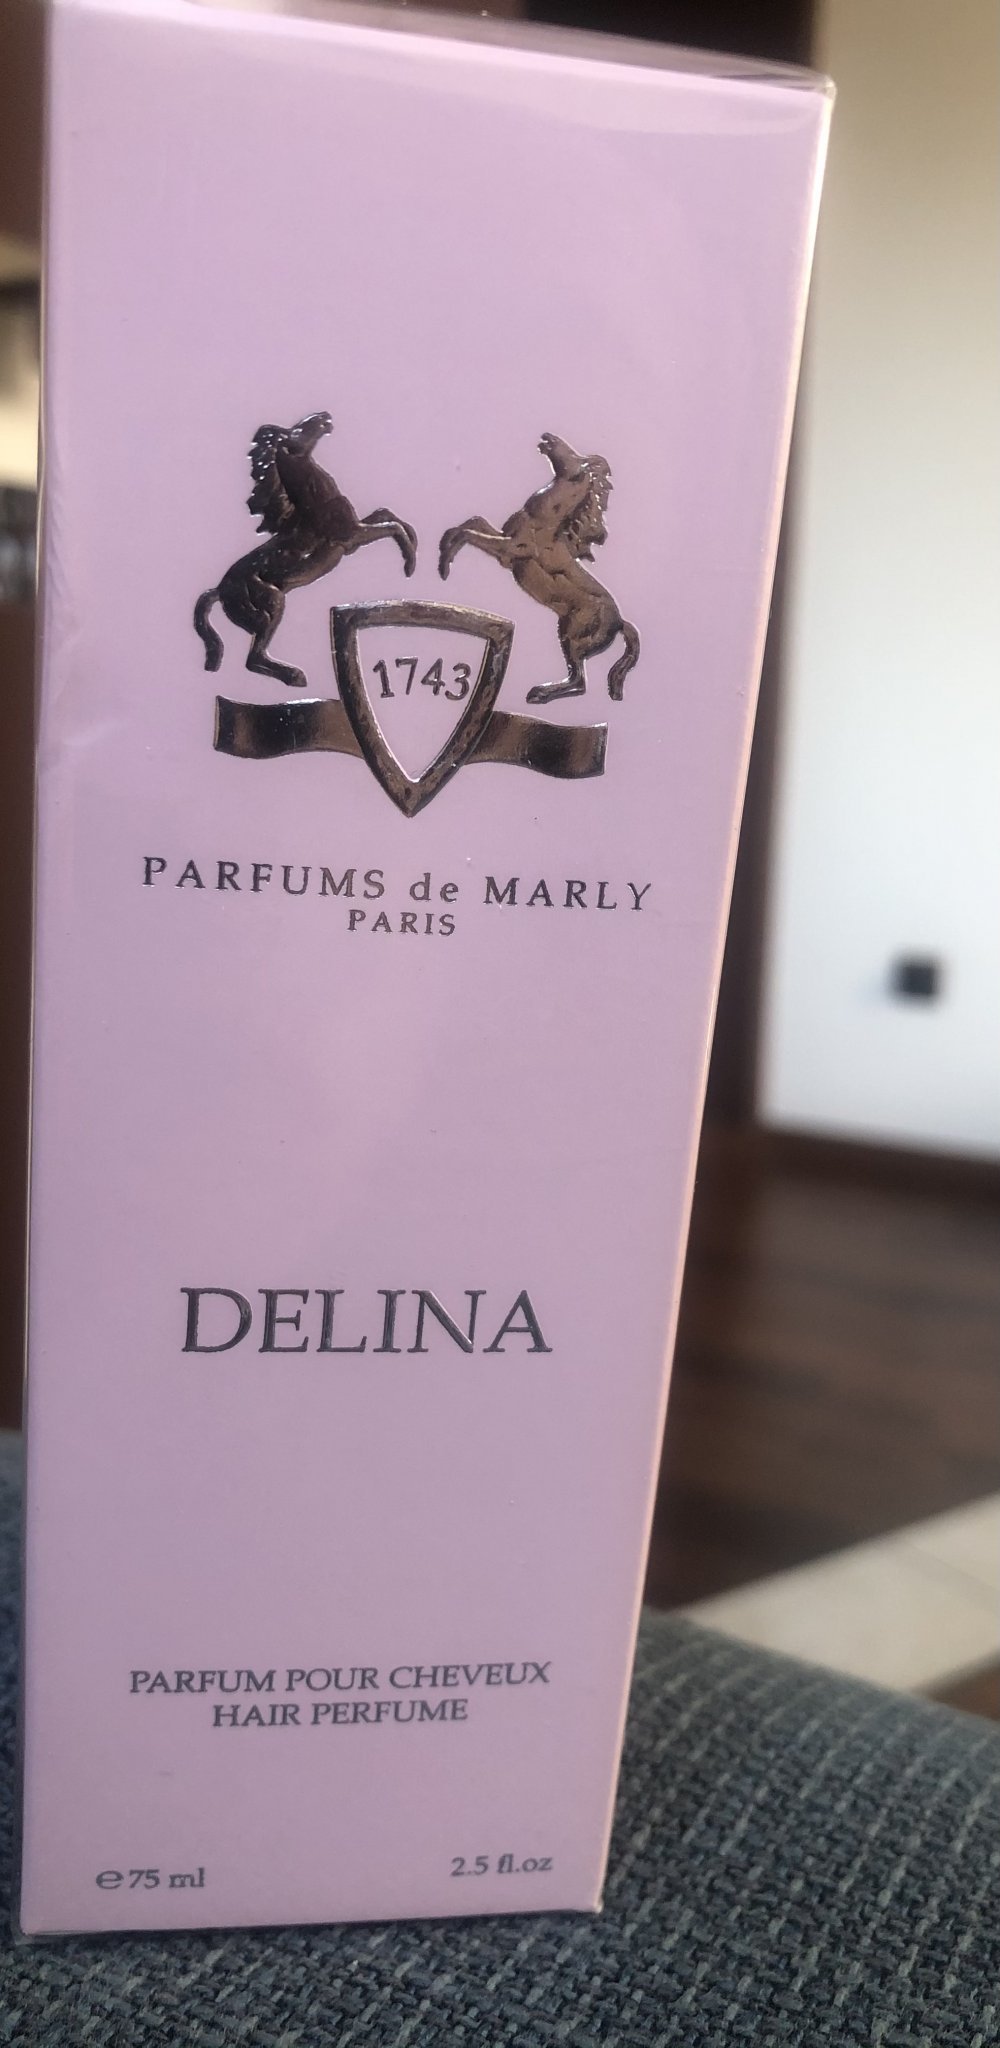 1743
PARFUMS de MARLY
PARIS
DELINA
PARFUM POUR CHEVEUX
HAIR PERFUME
℮75 ml
2.5 fl.oz